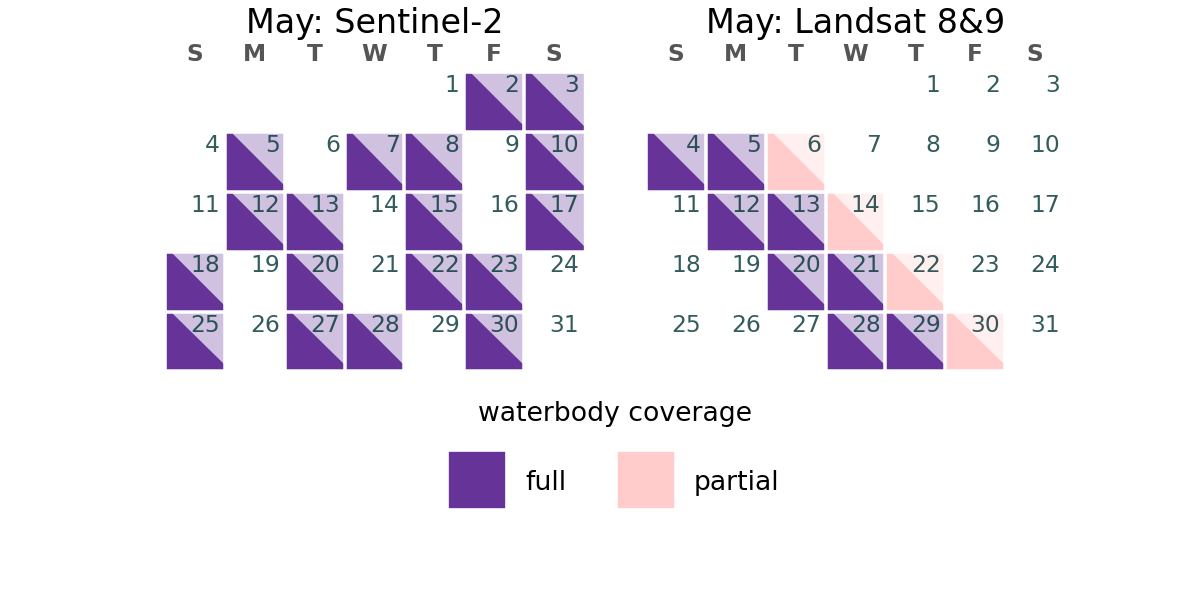 May: Sentinel-2
S M T W T F S
1 2 3
4 5 6 7 8 9 10
11 12 13 14 15 16 17
18 19 20 21 22 23 24
25 26 27 28 29 30 31
May: Landsat 8&9
S M T W T F S
1 2 3
4 5 6 7 8 9 10
11 12 13 14 15 16 17
18 19 20 21 22 23 24
25 26 27 28 29 30 31
waterbody coverage
full
partial